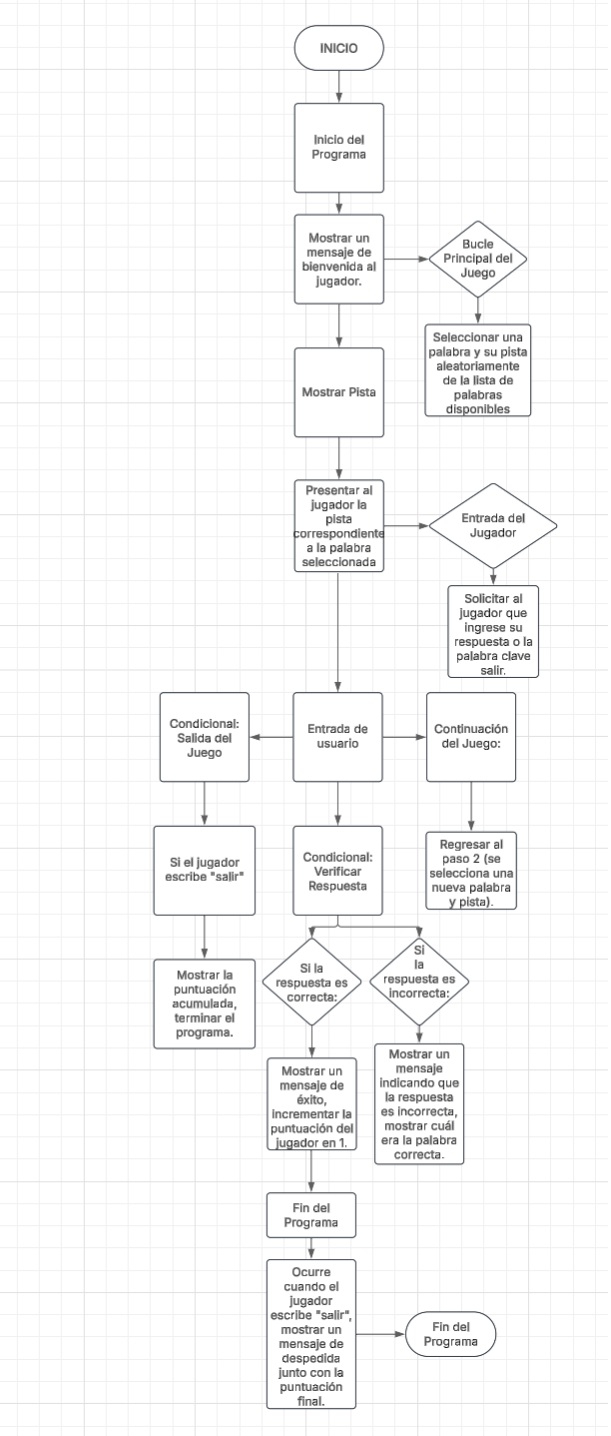 INICIO
Inicio del
Programa
Mostrar un
mensaje de
bienvenida al
jugador.
Bucle
Principal del
Juego
Seleccionar una
palabra y su pista
aleatoriamente
de la lista de
palabras
disponibles
Mostrar Pista
Presentar al
jugador la
pista
correspondiente
a la palabra
seleccionada
Entrada del
Jugador
Solicitar al
jugador que
ingrese su
respuesta o la
palabra clave
salir.
Condicional:
Salida del
Juego
Entrada de
usuario
Continuación
del Juego:
Si el jugador
escribe "salir"
Condicional:
Verificar
Respuesta
Regresar al
paso 2 (se
selecciona una
nueva palabra
y pista).
Mostrar la
puntuación
acumulada,
terminar el
programa.
Si la
respuesta es
correcta:
Si
la
respuesta es
incorrecta:
Mostrar un
mensaje de
éxito,
incrementar la
puntuación del
jugador en 1.
Mostrar un
mensaje
indicando que
la respuesta
es incorrecta,
mostrar cuál
era la palabra
correcta.
Fin del
Programa
Ocurre
cuando el
jugador
escribe "salir",
mostrar un
mensaje de
despedida
junto con la
puntuación
final.
Fin del
Programa